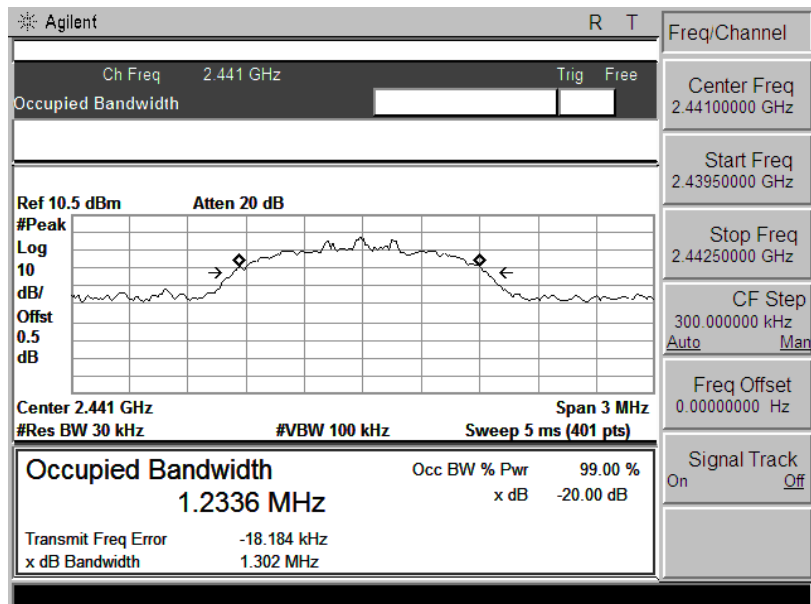 Agilent R T
Ch Freq 2.441 GHz Trig Free
Occupied Bandwidth
Ref 10.5 dBm Atten 20 dB
#Peak
Log
10
dB/
Offst
0.5
dB
Center 2.441 GHz Span 3 MHz
#Res BW 30 kHz #VBW 100 kHz Sweep 5 ms (401 pts)
Occupied Bandwidth Occ BW % Pwr 99.00 %
1.2336 MHz x dB -20.00 dB
Transmit Freq Error -18.184 kHz
x dB Bandwidth 1.302 MHz
Freq/Channel
Center Freq
2.44100000 GHz
Start Freq
2.43950000 GHz
Stop Freq
2.44250000 GHz
CF Step
300.000000 kHz
Auto Man
Freq Offset
0.00000000 Hz
Signal Track
On Off